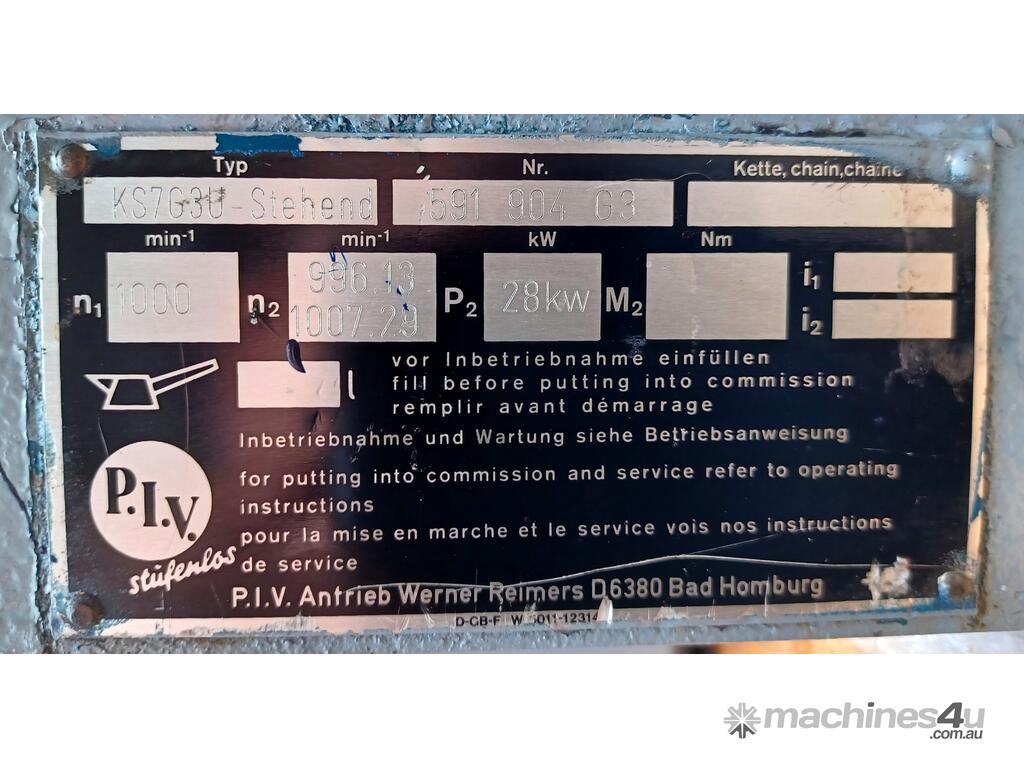 Typ Nr. Kette, chain, chaine
KS7G3U-Stehend 591 904 G3
min-1 min-1 kW Nm
n1 1000 n2 996.13 P2 28kw M2 i1
1007.29 i2
l
vor Inbetriebnahme einfüllen
fill before putting into commission
remplir avant démarrage
Inbetriebnahme und Wartung siehe Betriebsanweisung
for putting into commission and service refer to operating
instructions
pour la mise en marche et le service vois nos instructions
de service
P.I.V.
stufenlos
P.I.V. Antrieb Werner Reimers D6380 Bad Homburg
D-GB-F W 5011-12314
machines4u
.com.au